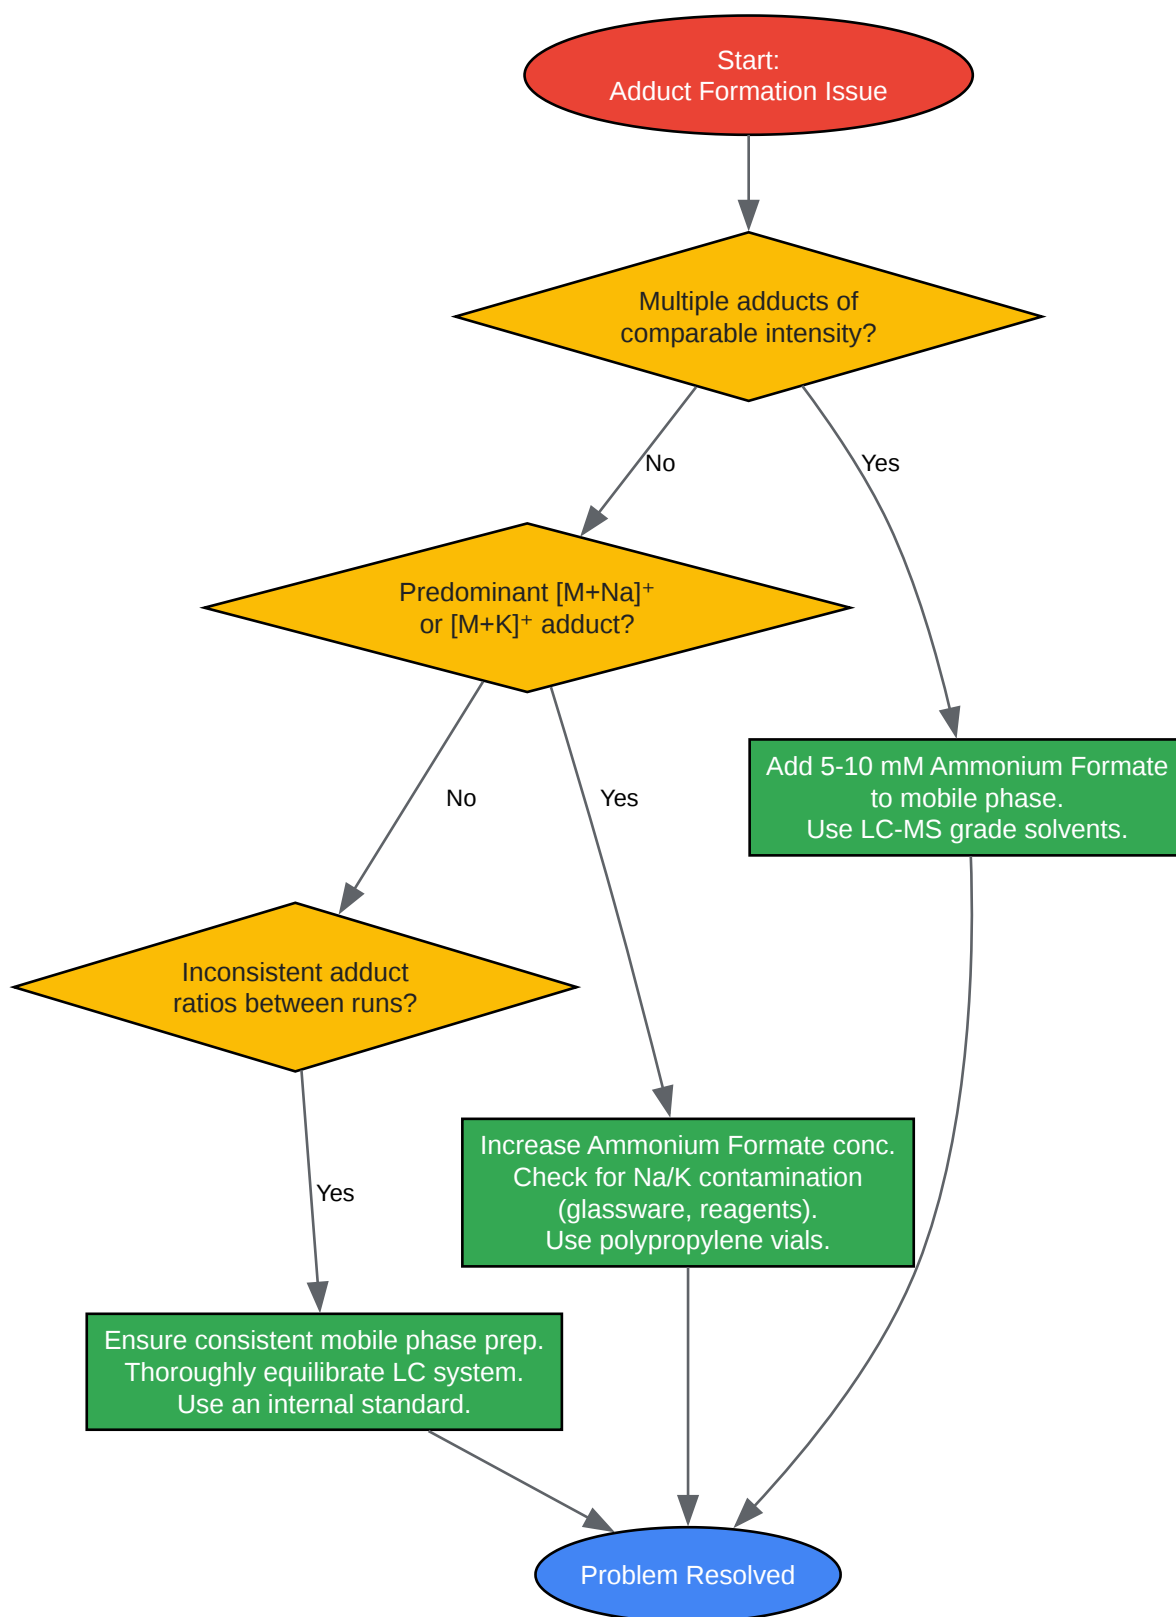 Start:
Adduct Formation Issue
Multiple adducts of
comparable intensity?
No
Yes
Predominant [M+Na]⁺
or [M+K]⁺ adduct?
Add 5-10 mM Ammonium Formate
to mobile phase.
Use LC-MS grade solvents.
No
Yes
Inconsistent adduct
ratios between runs?
Increase Ammonium Formate conc.
Check for Na/K contamination
(glassware, reagents).
Use polypropylene vials.
Yes
Ensure consistent mobile phase prep.
Thoroughly equilibrate LC system.
Use an internal standard.
Problem Resolved